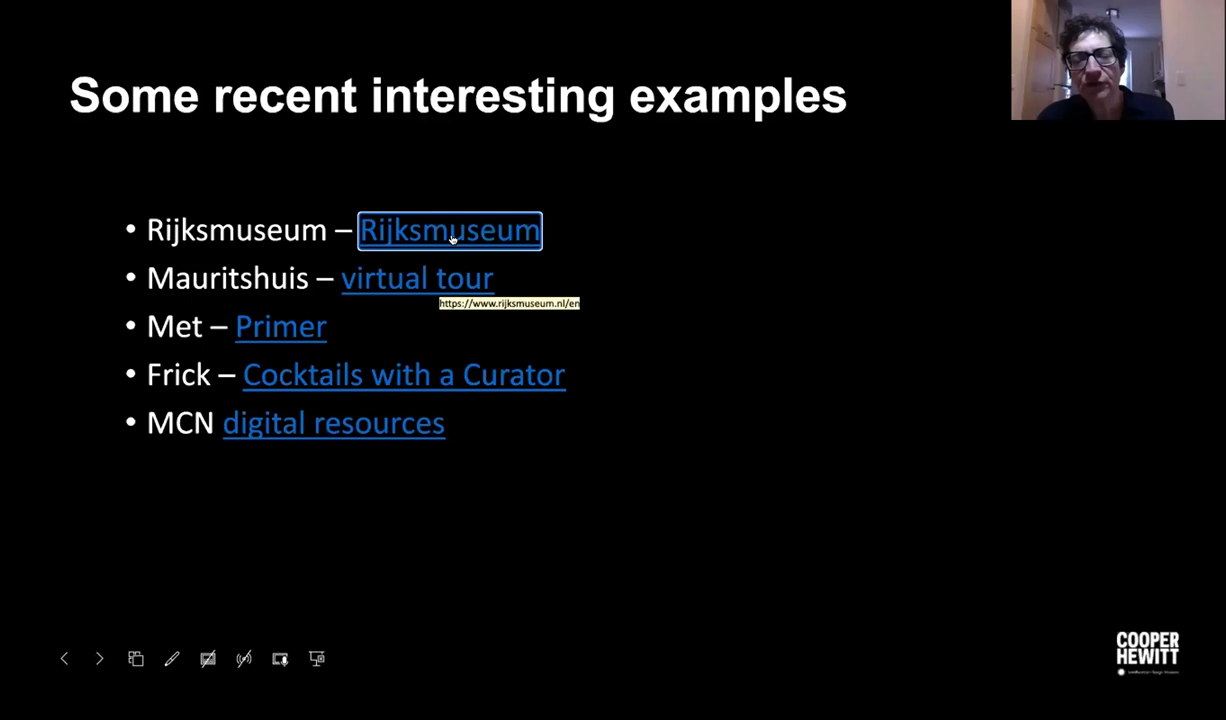 Some recent interesting examples
• Rijksmuseum – Rijksmuseum
• Mauritshuis – virtual tour
https://www.rijksmuseum.nl/en
• Met – Primer
• Frick – Cocktails with a Curator
• MCN digital resources
COOPER
HEWITT